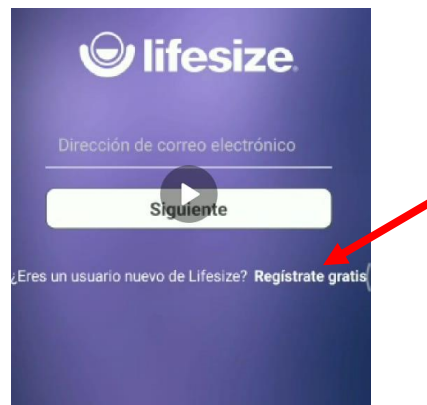 lifesize
Dirección de correo electrónico
Siguiente
¿Eres un usuario nuevo de Lifesize? Regístrate gratis